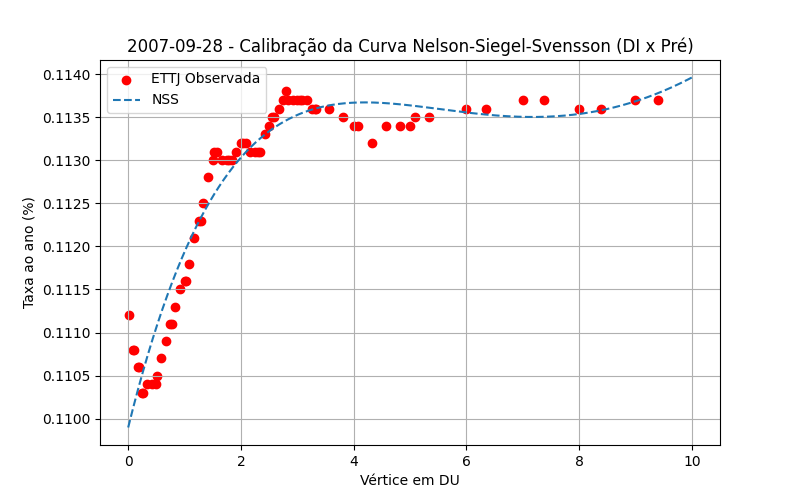 2007-09-28 - Calibração da Curva Nelson-Siegel-Svensson (DI x Pré)
ETTJ Observada
NSS
Taxa ao ano (%)
0.1140
0.1135
0.1130
0.1125
0.1120
0.1115
0.1110
0.1105
0.1100
0 2 4 6 8 10
Vértice em DU